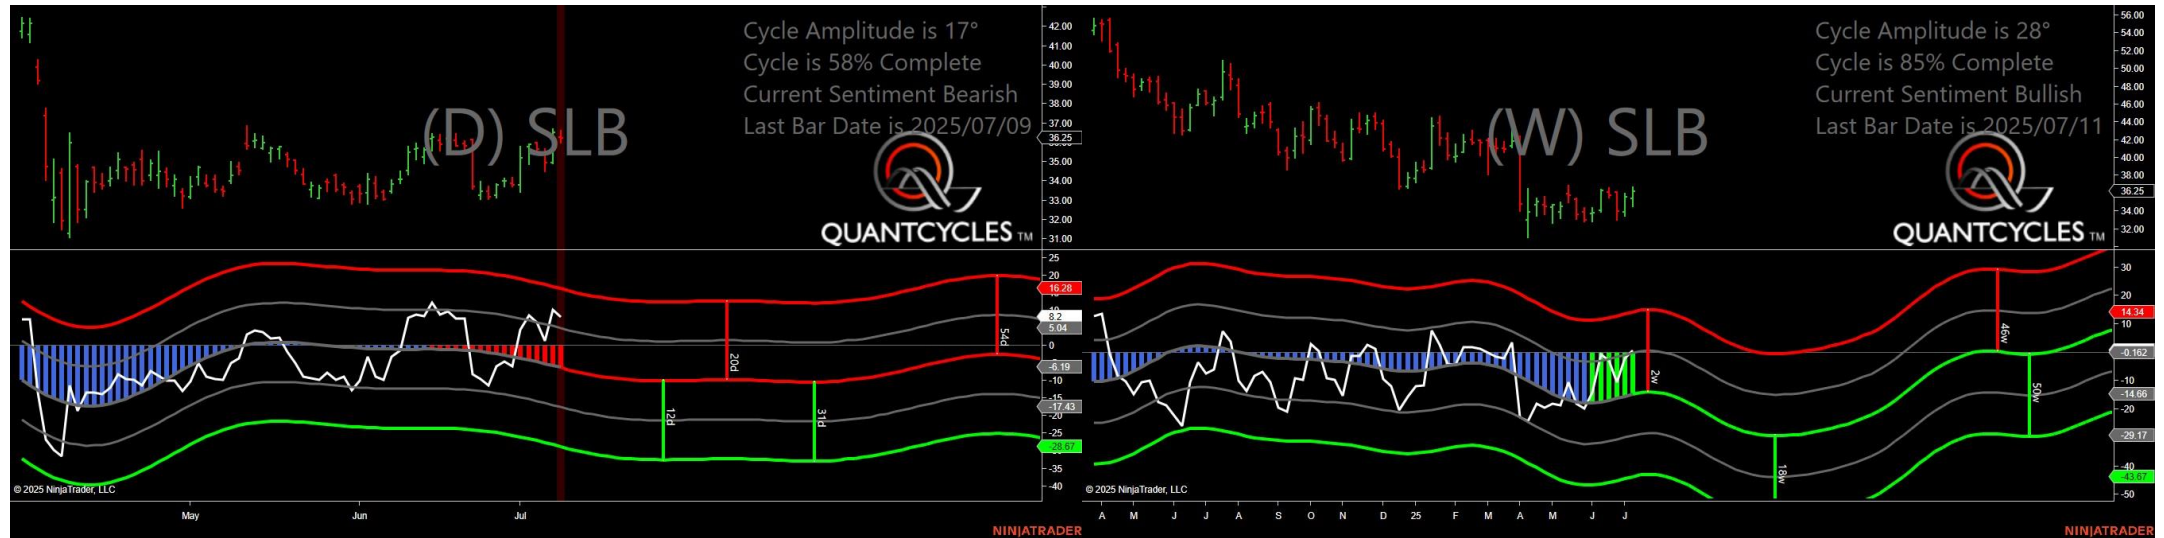 Cycle Amplitude is 17°
Cycle is 58% Complete
Current Sentiment Bearish
Last Bar Date is 2025/07/09
(D) SLB
QUANTCYCLES TM
42.00
41.00
40.00
39.00
38.00
37.00
36.25
35.00
34.00
33.00
32.00
31.00
25
20
16.28
8.2
5.04
0
-6.19
-10
-15
-17.43
-20
-25
-28.67
-35
-40
20d
54d
12d
31d
© 2025 NinjaTrader, LLC
May Jun Jul
NINJATRADER
Cycle Amplitude is 28°
Cycle is 85% Complete
Current Sentiment Bullish
Last Bar Date is 2025/07/11
(W) SLB
QUANTCYCLES TM
56.00
54.00
52.00
50.00
48.00
46.00
44.00
42.00
40.00
38.00
36.25
34.00
32.00
30
20
14.34
10
-0.162
-10
-14.66
-20
-29.17
-40
-43.67
-50
2w
46w
50w
18w
© 2025 NinjaTrader, LLC
A M J J A S O N D 25 F M A M J J
NINJATRADER